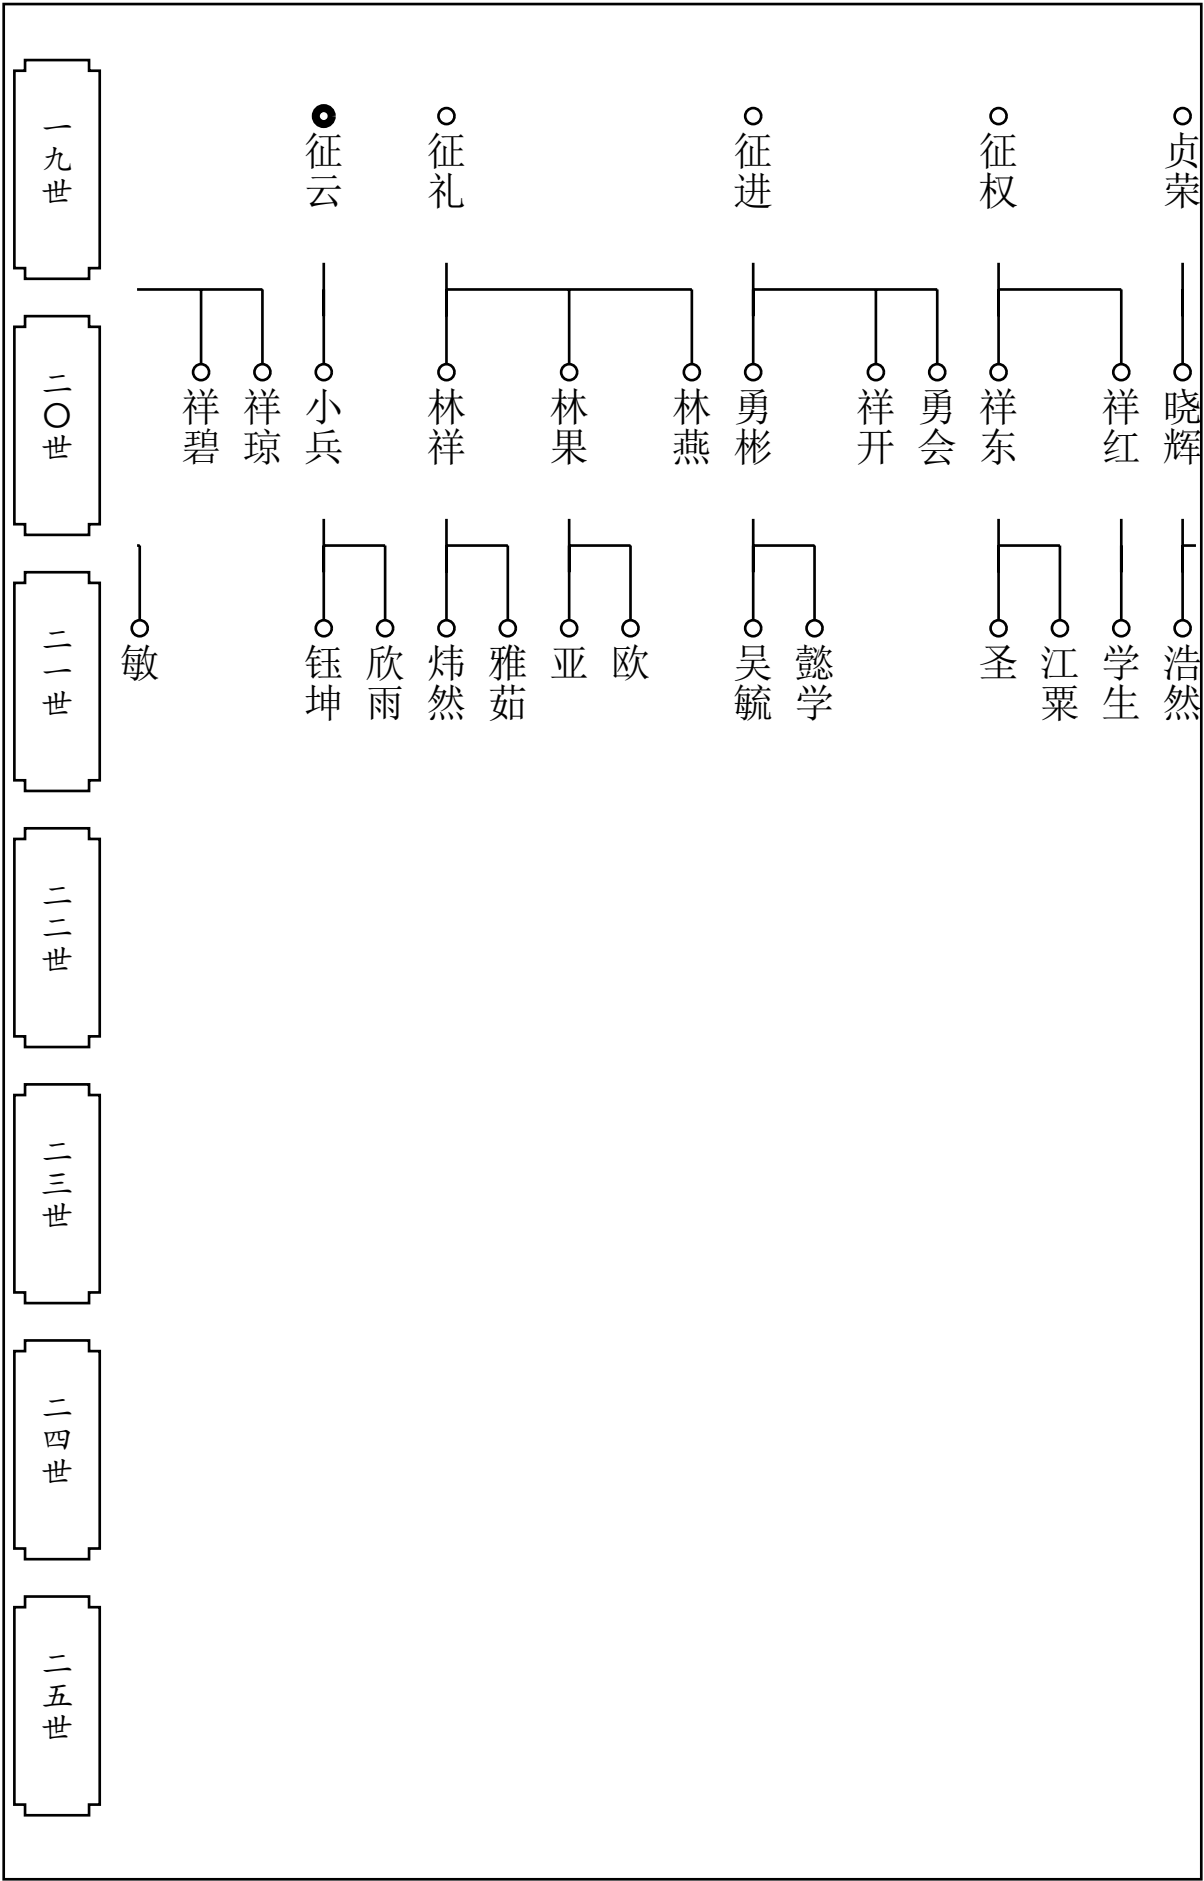 一九世
征云
征礼
征进
征权
贞荣
二〇世
祥碧
祥琼
小兵
林祥
林果
林燕
勇彬
祥开
勇会
祥东
祥红
晓辉
二一世
敏
钰坤
欣雨
炜然
雅茹
亚
欧
吴毓
懿学
圣
江粟
学生
浩然
二二世
二三世
二四世
二五世